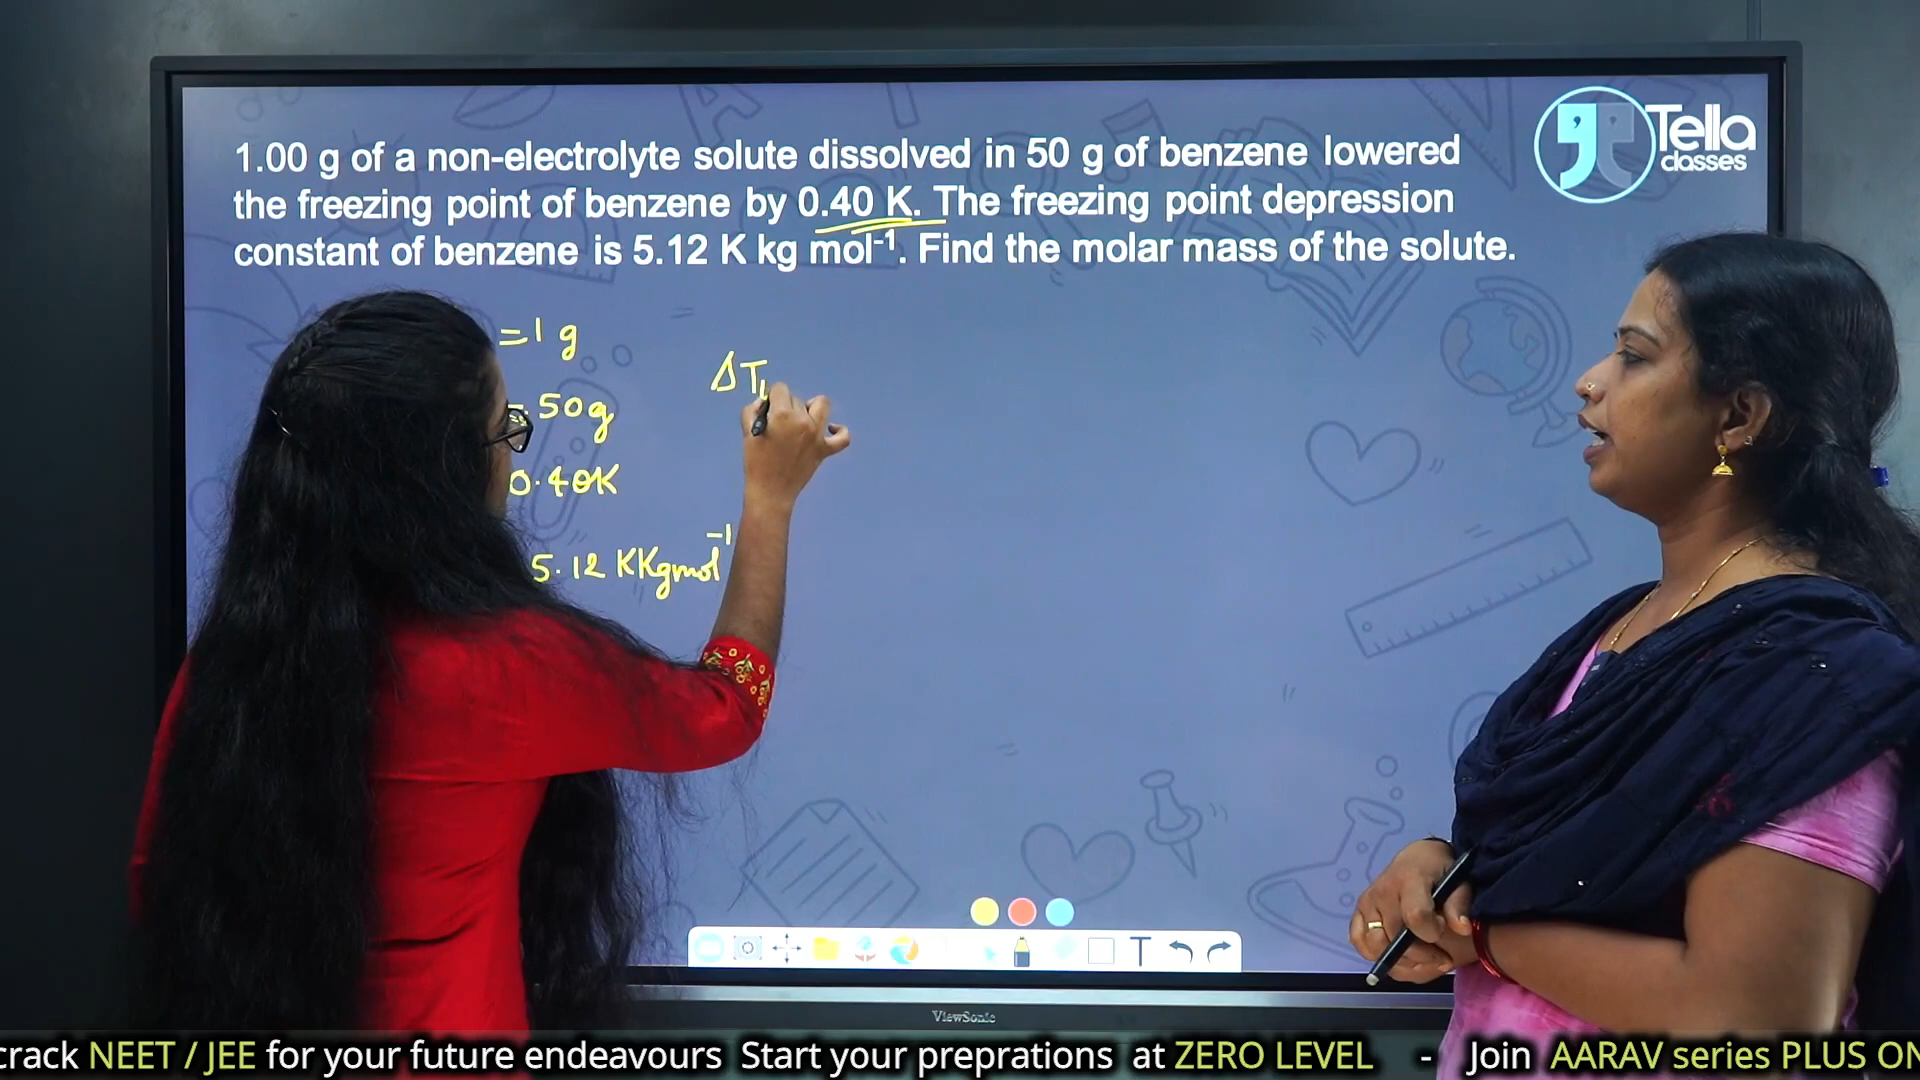 1.00 g of a non-electrolyte solute dissolved in 50 g of benzene lowered
the freezing point of benzene by 0.40 K. The freezing point depression
constant of benzene is 5.12 K kg mol⁻¹. Find the molar mass of the solute.
Tella
classes
=1 g
50g
0.40K
5.12 KKgmol⁻¹
ΔT
T
ViewSonic
crack NEET / JEE for your future endeavours Start your preprations at ZERO LEVEL - Join AARAV series PLUS ON